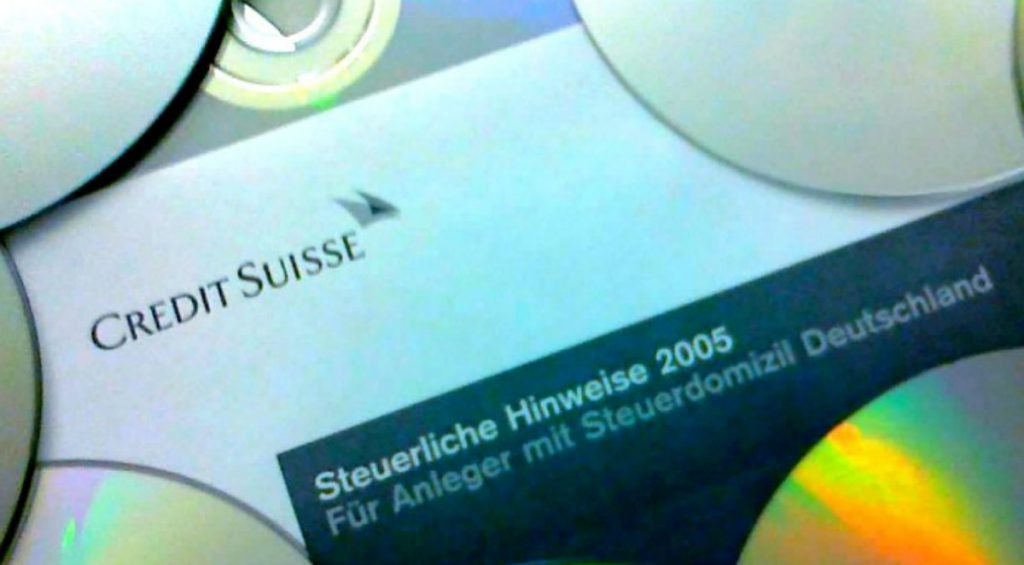 CREDIT SUISSE
Steuerliche Hinweise 2005
Für Anleger mit Steuerdomizil Deutschland